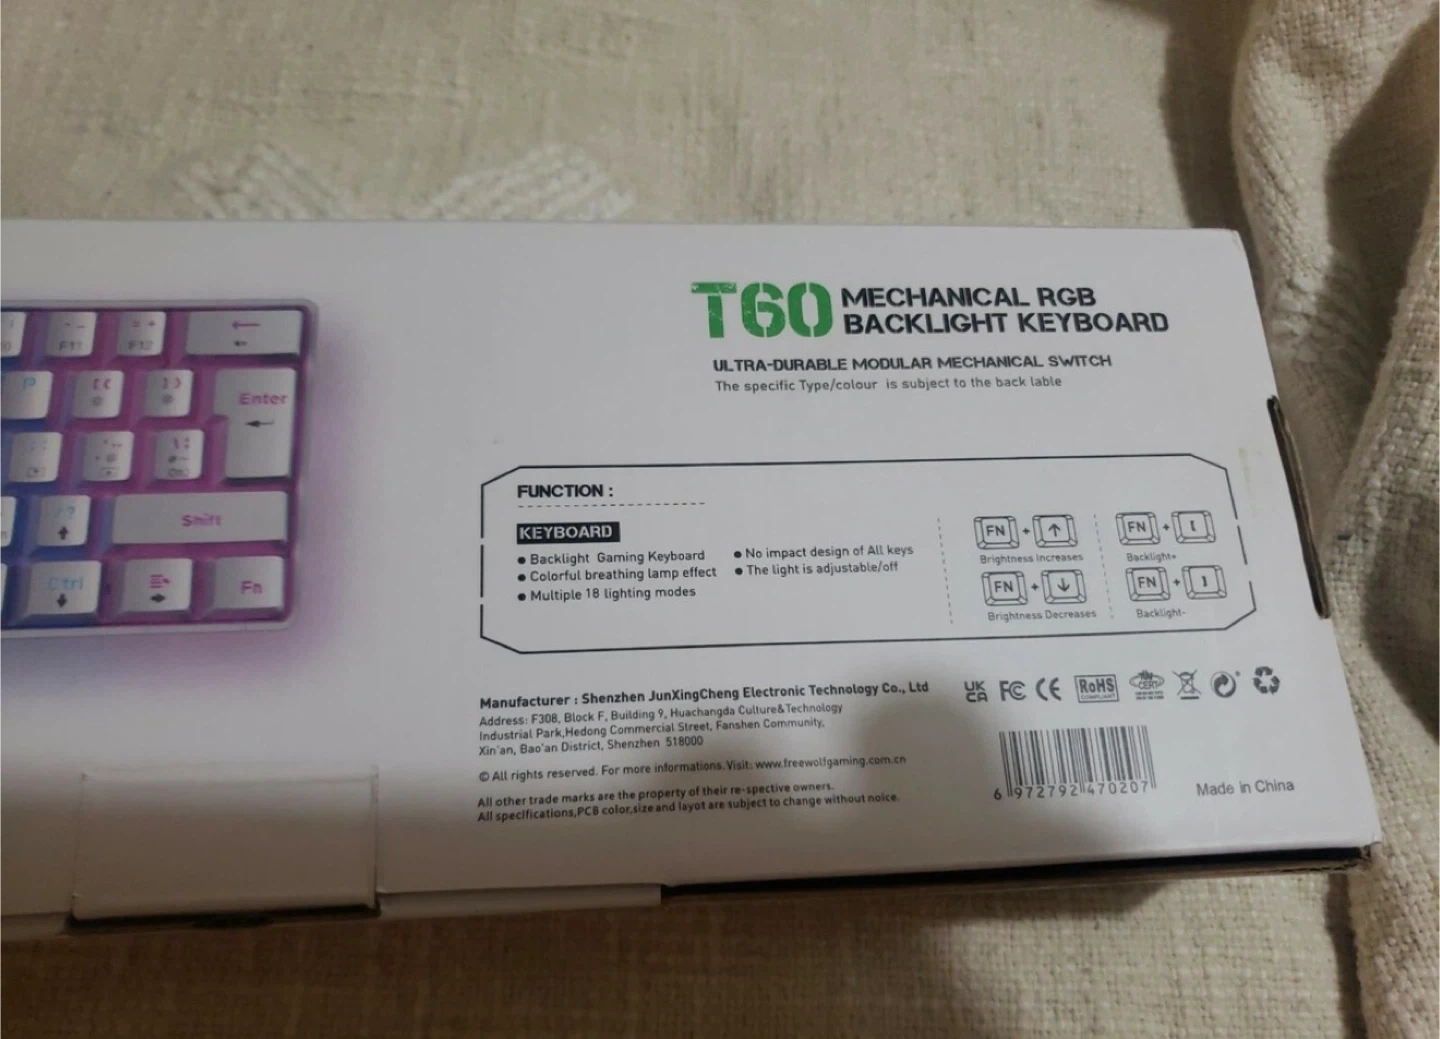 T60 MECHANICAL RGB
BACKLIGHT KEYBOARD
ULTRA-DURABLE MODULAR MECHANICAL SWITCH
The specific Type/colour is subject to the back lable
F11
F12
P
Enter
Shift
Ctrl
Fn
FUNCTION :
KEYBOARD
● Backlight Gaming Keyboard
● Colorful breathing lamp effect
● Multiple 18 lighting modes
● No impact design of All keys
● The light is adjustable/off
FN + ↑
Brightness Increases
FN + ↓
Brightness Decreases
FN + [
Backlight+
FN + ]
Backlight-
Manufacturer : Shenzhen JunXingCheng Electronic Technology Co., Ltd
Address: F308, Block F, Building 9, Huachangda Culture&Technology
Industrial Park,Hedong Commercial Street, Fanshen Community,
Xin'an, Bao'an District, Shenzhen 518000
© All rights reserved. For more informations. Visit: www.freewolfgaming.com.cn
All other trade marks are the property of their re-spective owners.
All specifications,PCB color,size and layot are subject to change without noice.
UK
CA
FC CE
RoHS
COMPLIANT
6 972792 470207
Made in China